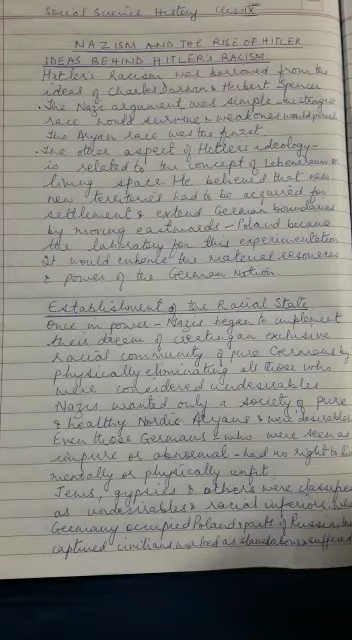 Social Science - History Class IX
NAZISM AND THE RISE OF HITLER
IDEAS BEHIND HITLER'S RACISM.
Hitler's racism was borrowed from the
ideas of Charles Darwin & Herbert Spencer
. The Nazi argument was simple - the strongest
race would survive & weak ones would perish
The Aryan race was the finest.
. The other aspect of Hitlers ideology -
is related to the concept of Lebensraum or
living space. He believed that new
new territories had to be acquired for
settlement & extend German boundaries
by moving eastwards - Poland became
the laboratory for this experimentation
It would enhance the material resources
& power of the German Nation.
Establishment of the Racial State
Once in power - Nazis began to implement
their dream of creating an exclusive
racial community of pure Germans by
physically eliminating all those who
were considered undesirables
Nazis wanted only a society of pure
& healthy Nordic Aryans & were desirables
Even those Germans - who were seen as
impure or abnormal - had no right to
mentally or physically unfit.
Jews, gypsies & others were classified
as undesirables & racial inferiors.
Germany occupied Poland & parts of Russia
captured civilians worked as slave labour & suffered